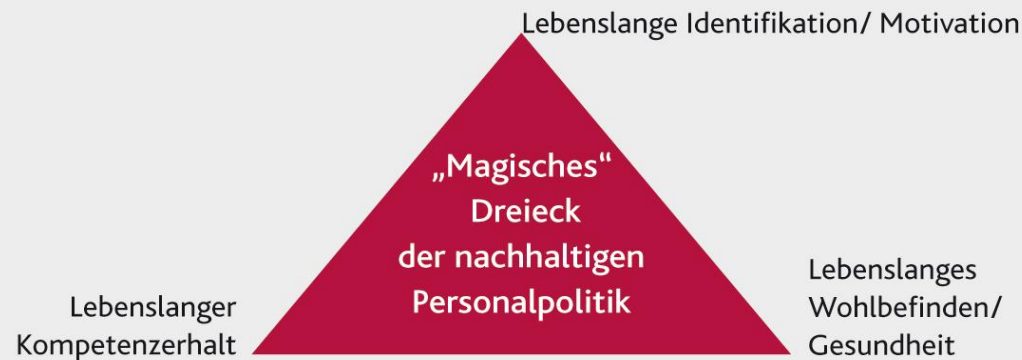 Lebenslange Identifikation/ Motivation
„Magisches“
Dreieck
der nachhaltigen
Personalpolitik
Lebenslanger
Kompetenzerhalt
Lebenslanges
Wohlbefinden/
Gesundheit